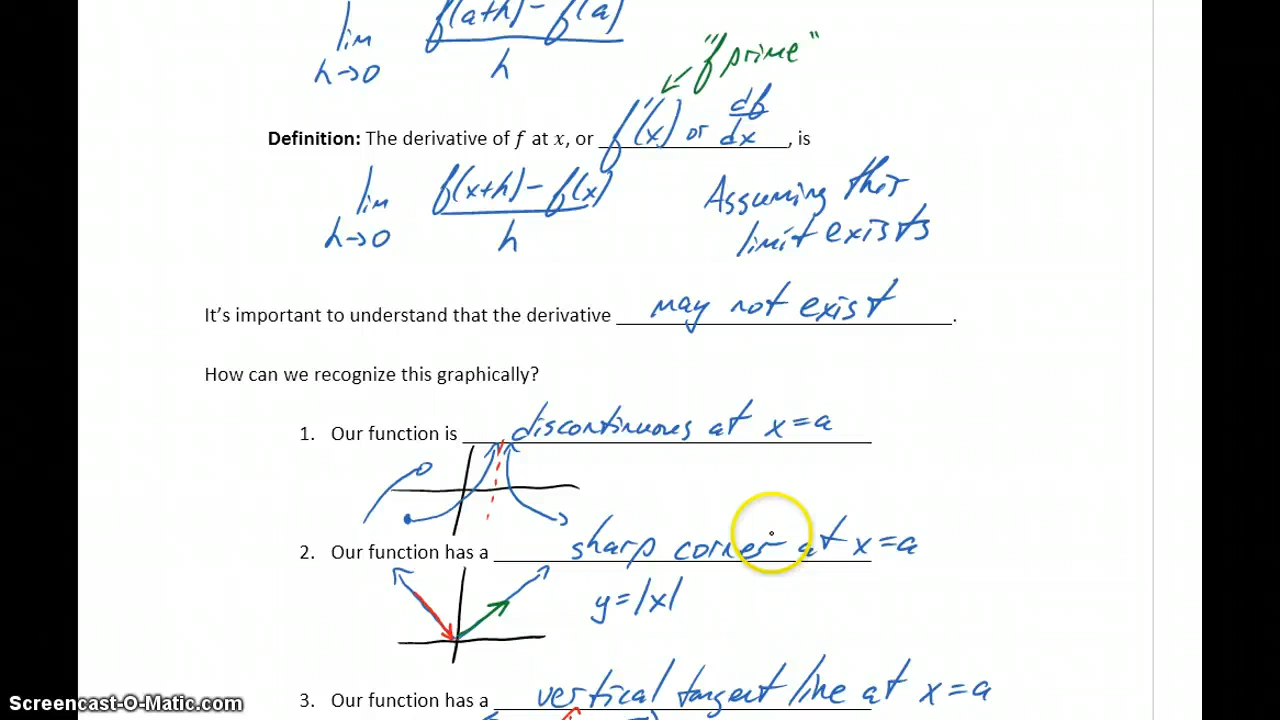 lim f(a+h) - f(a)
h→0 h
"f prime"
Definition: The derivative of f at x, or f'(x) or df/dx, is
lim f(x+h) - f(x) Assuming this
h→0 h limit exists
It's important to understand that the derivative may not exist.
How can we recognize this graphically?
1. Our function is discontinuous at x=a
2. Our function has a sharp corner at x=a
y=|x|
3. Our function has a vertical tangent line at x=a
Screencast-O-Matic.com